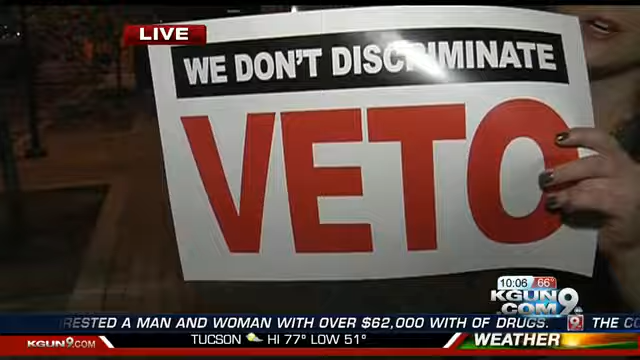 LIVE
WE DON'T DISCRIMINATE
VETO
10:06 66°
KGUN9
.COM
RESTED A MAN AND WOMAN WITH OVER $62,000 WITH OF DRUGS. 9 THE CO
KGUN9.com TUCSON HI 77° LOW 51° WEATHER